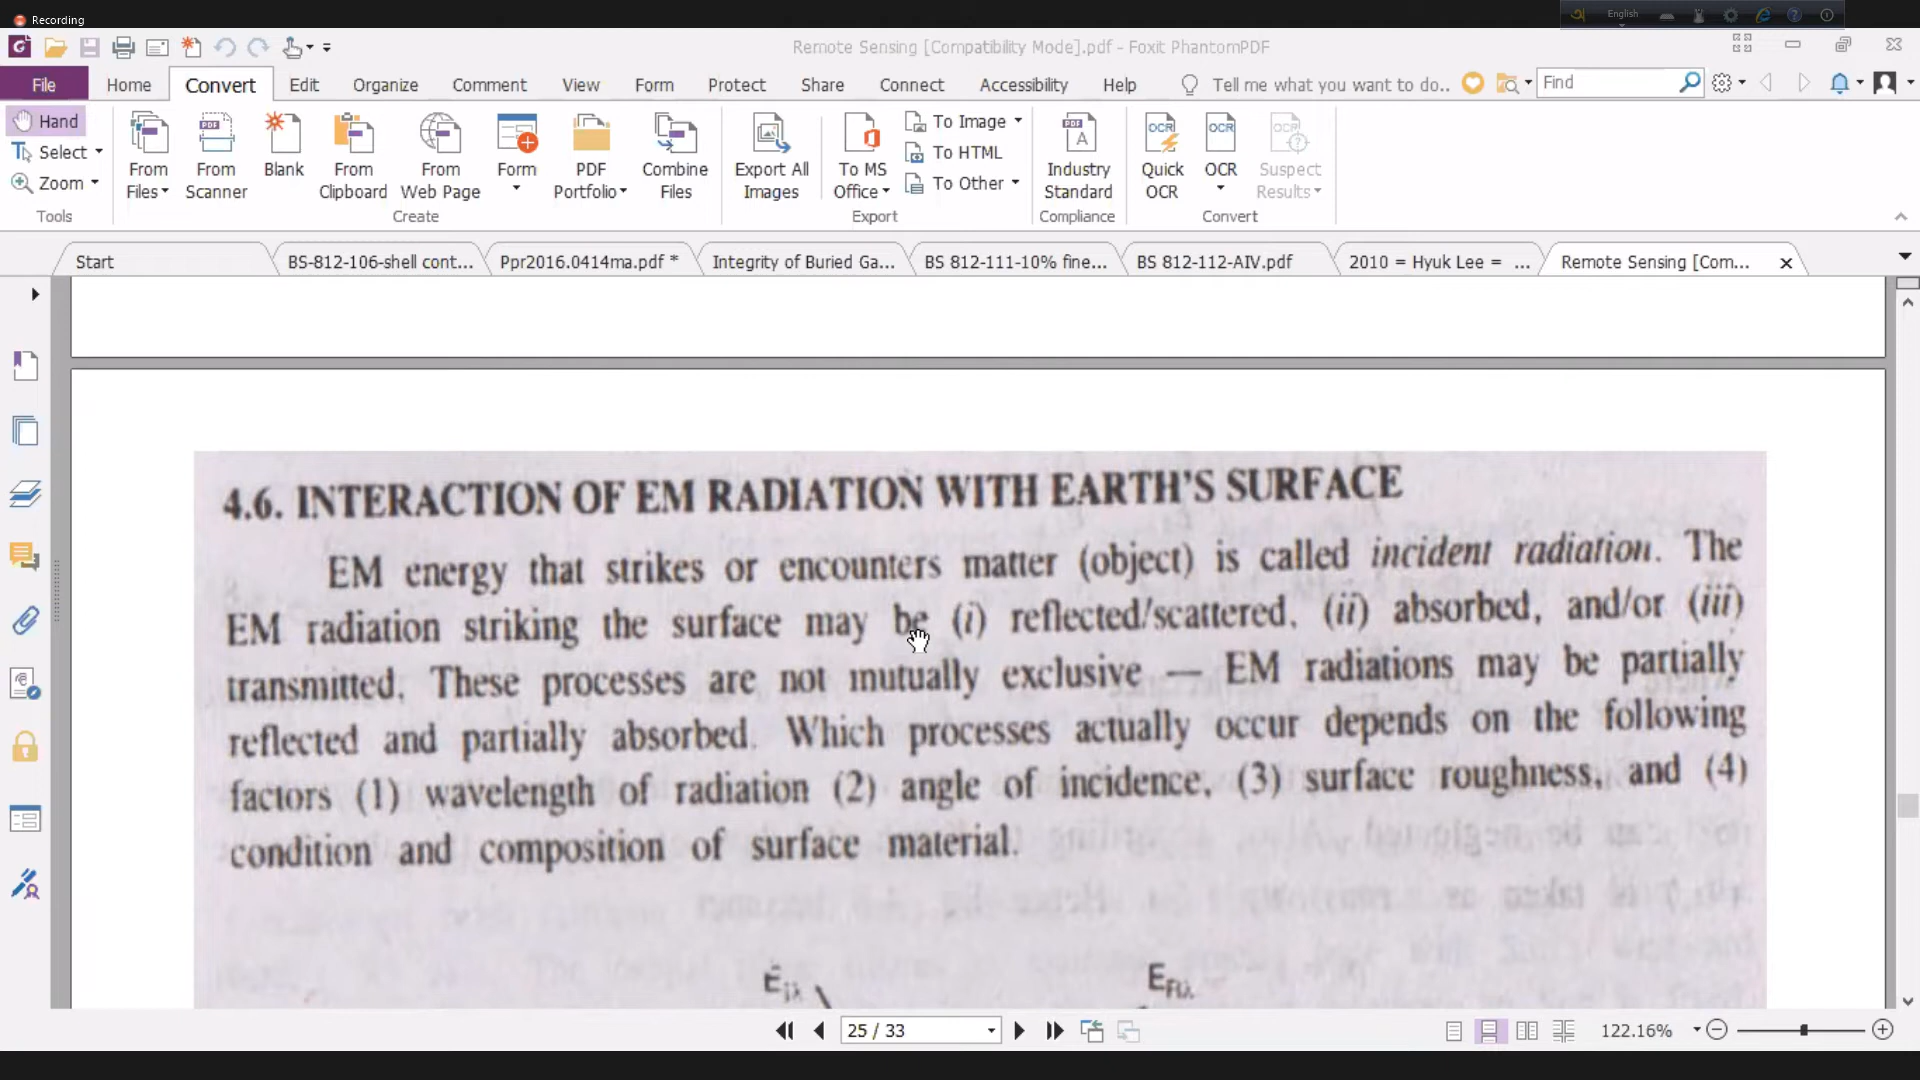 Recording
English
Remote Sensing [Compatibility Mode].pdf - Foxit PhantomPDF
File Home Convert Edit Organize Comment View Form Protect Share Connect Accessibility Help Tell me what you want to do.. Find
Hand
Select
Zoom
Tools
From Files
From Scanner
Blank
From Clipboard
From Web Page
Form
PDF Portfolio
Combine Files
Create
Export All Images
To MS Office
To Image
To HTML
To Other
Export
Industry Standard
Compliance
Quick OCR
OCR
Suspect Results
Convert
Start BS-812-106-shell cont... Ppr2016.0414ma.pdf * Integrity of Buried Ga... BS 812-111-10% fine... BS 812-112-AIV.pdf 2010 = Hyuk Lee = ... Remote Sensing [Com...
4.6. INTERACTION OF EM RADIATION WITH EARTH'S SURFACE
EM energy that strikes or encounters matter (object) is called incident radiation. The
EM radiation striking the surface may be (i) reflected/scattered, (ii) absorbed, and/or (iii)
transmitted. These processes are not mutually exclusive — EM radiations may be partially
reflected and partially absorbed. Which processes actually occur depends on the following
factors (1) wavelength of radiation (2) angle of incidence, (3) surface roughness, and (4)
condition and composition of surface material.
25 / 33
122.16%